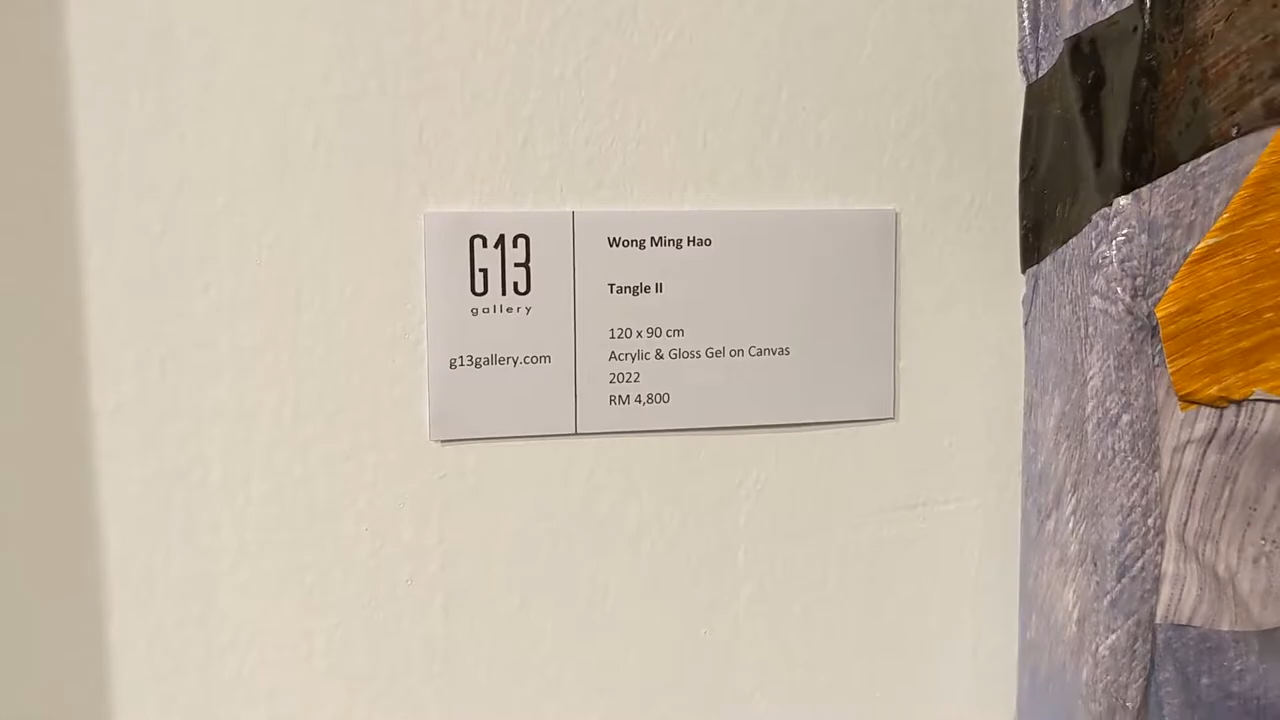 G13
gallery
g13gallery.com
Wong Ming Hao
Tangle II
120 x 90 cm
Acrylic & Gloss Gel on Canvas
2022
RM 4,800